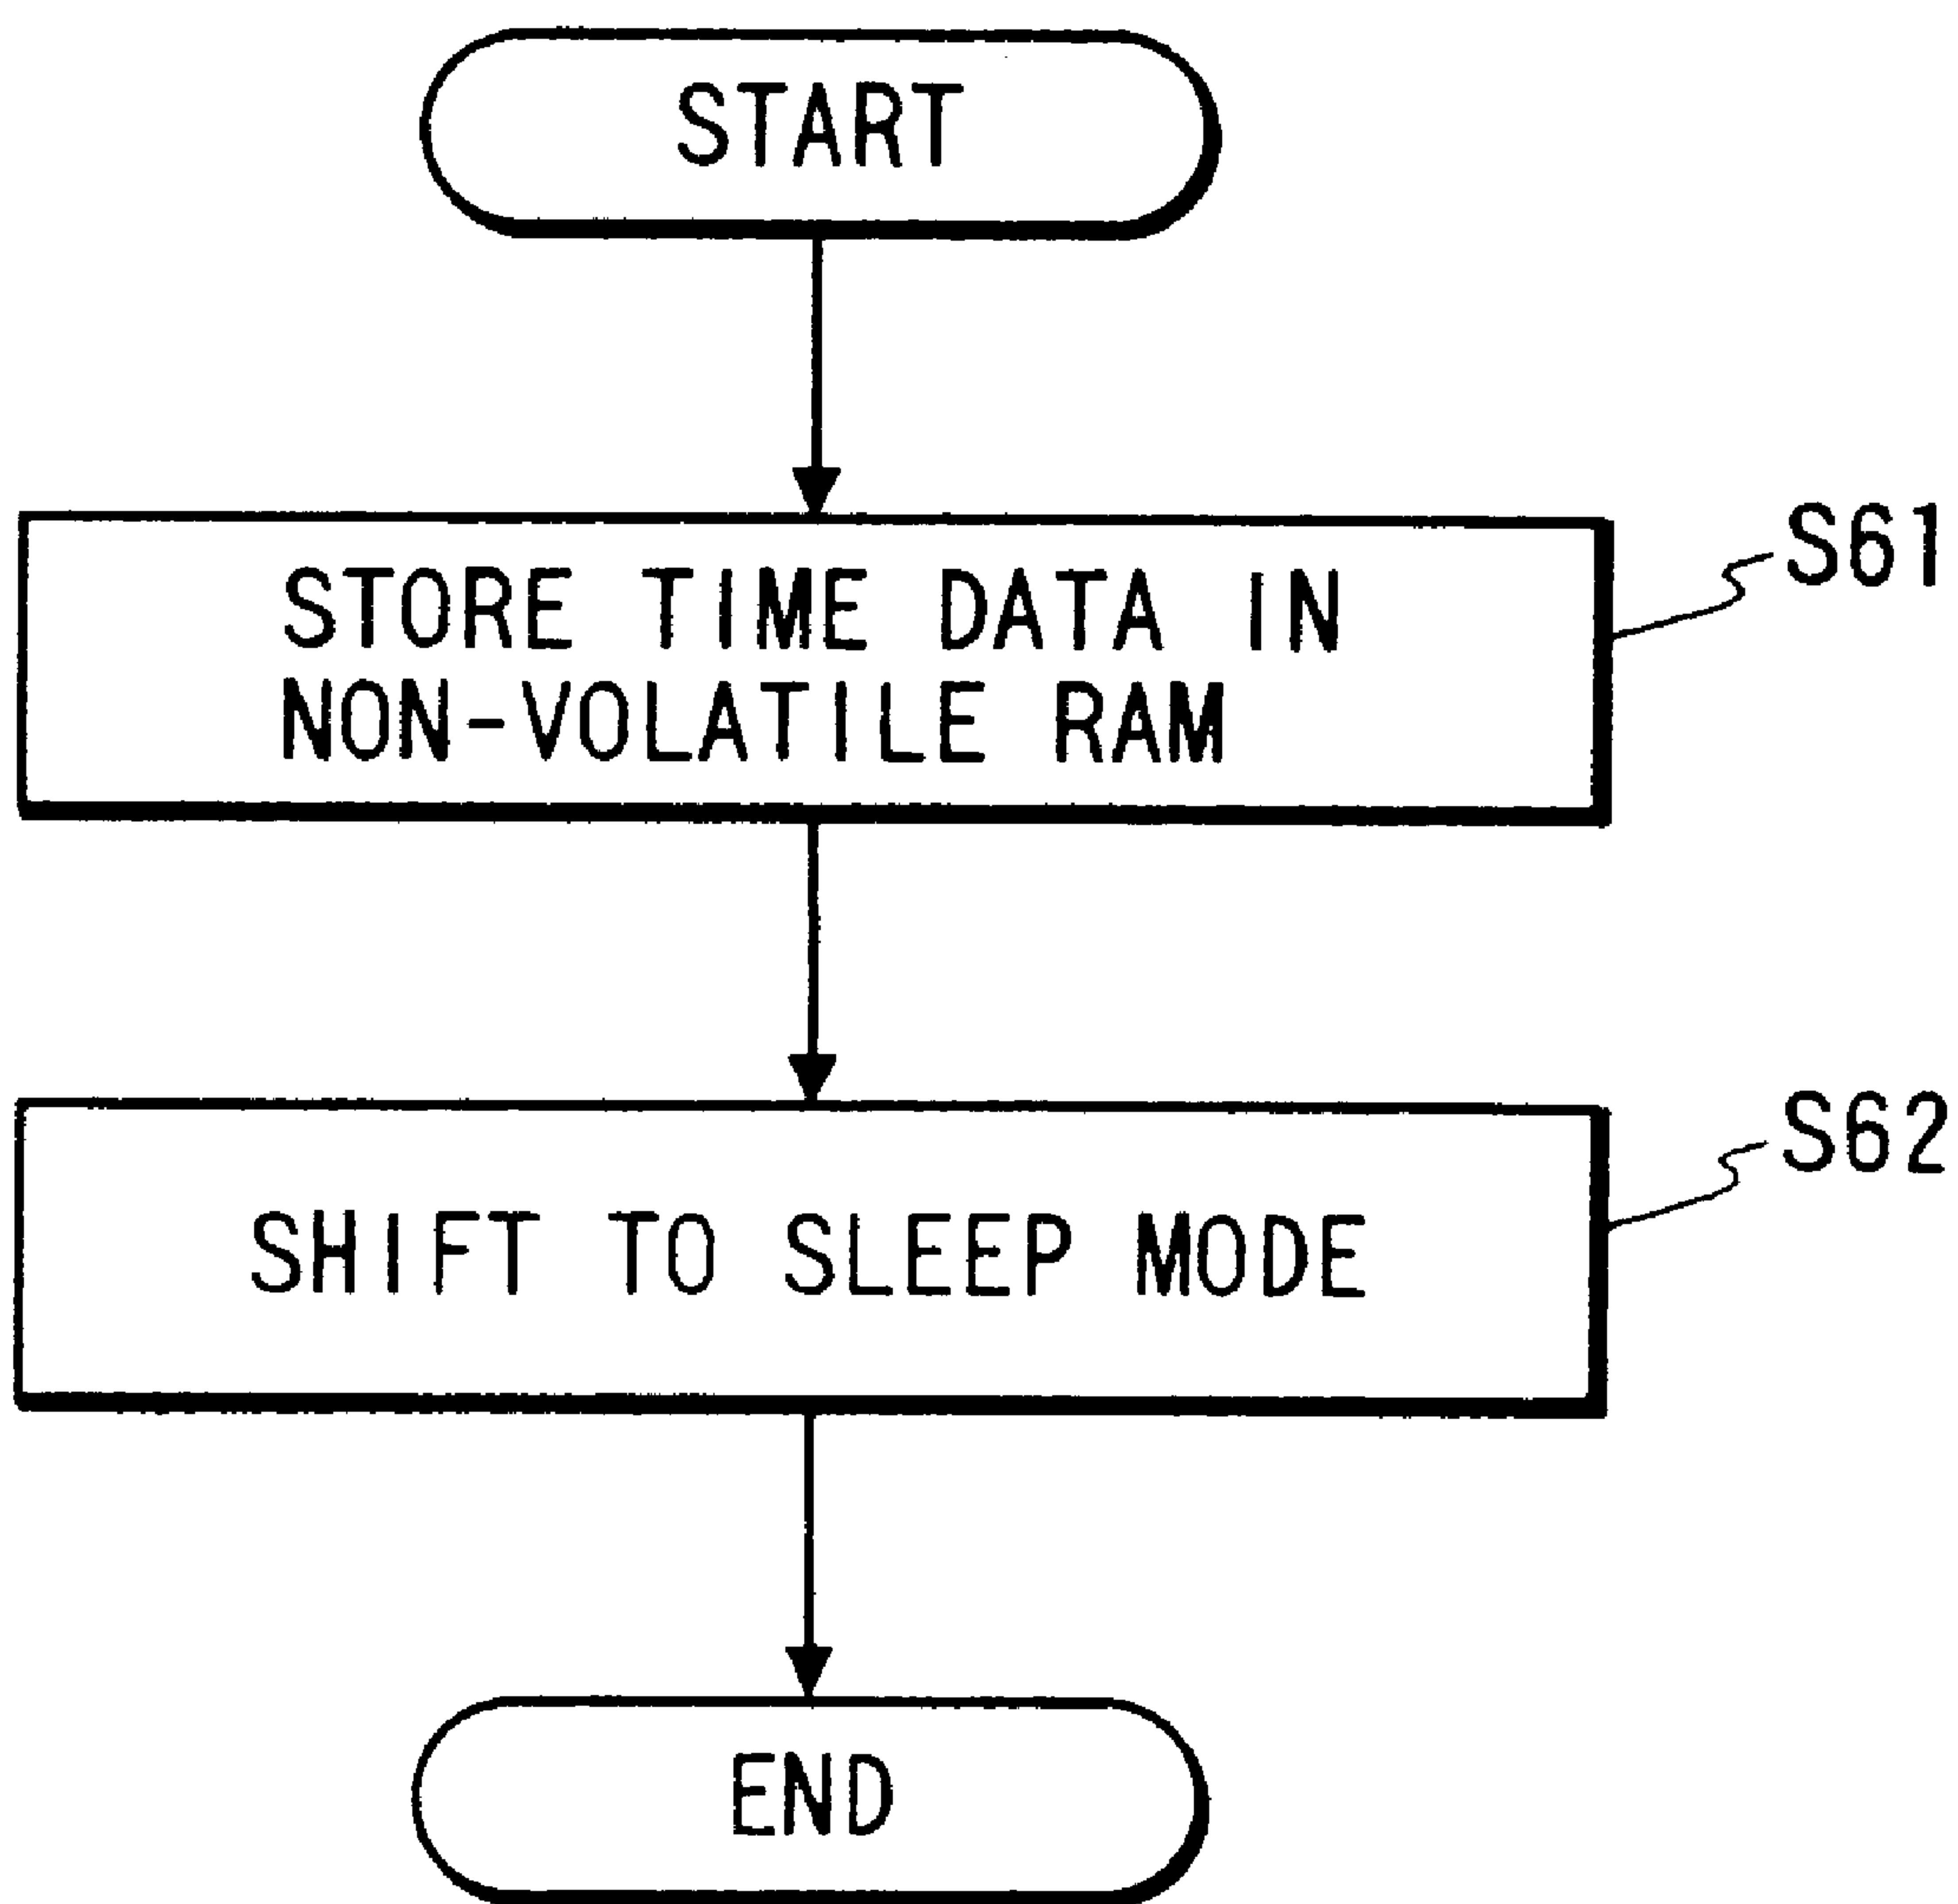 START
S61
STORE TIME DATA IN
NON-VOLATILE RAM
S62
SHIFT TO SLEEP MODE
END